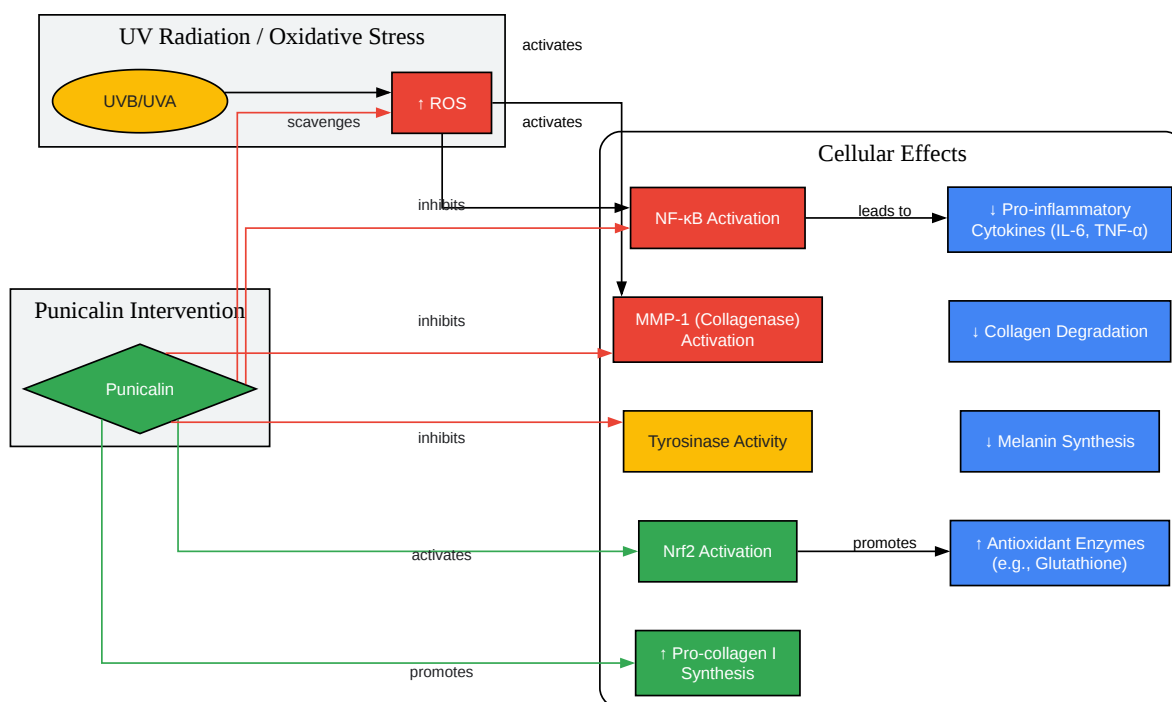 UV Radiation / Oxidative Stress
activates
UVB/UVA
↑ ROS
scavenges
activates
Cellular Effects
inhibits
NF-κB Activation
leads to
↓ Pro-inflammatory
Cytokines (IL-6, TNF-α)
Punicalin Intervention
inhibits
MMP-1 (Collagenase)
Activation
↓ Collagen Degradation
Punicalin
inhibits
Tyrosinase Activity
↓ Melanin Synthesis
activates
Nrf2 Activation
promotes
↑ Antioxidant Enzymes
(e.g., Glutathione)
promotes
↑ Pro-collagen I
Synthesis